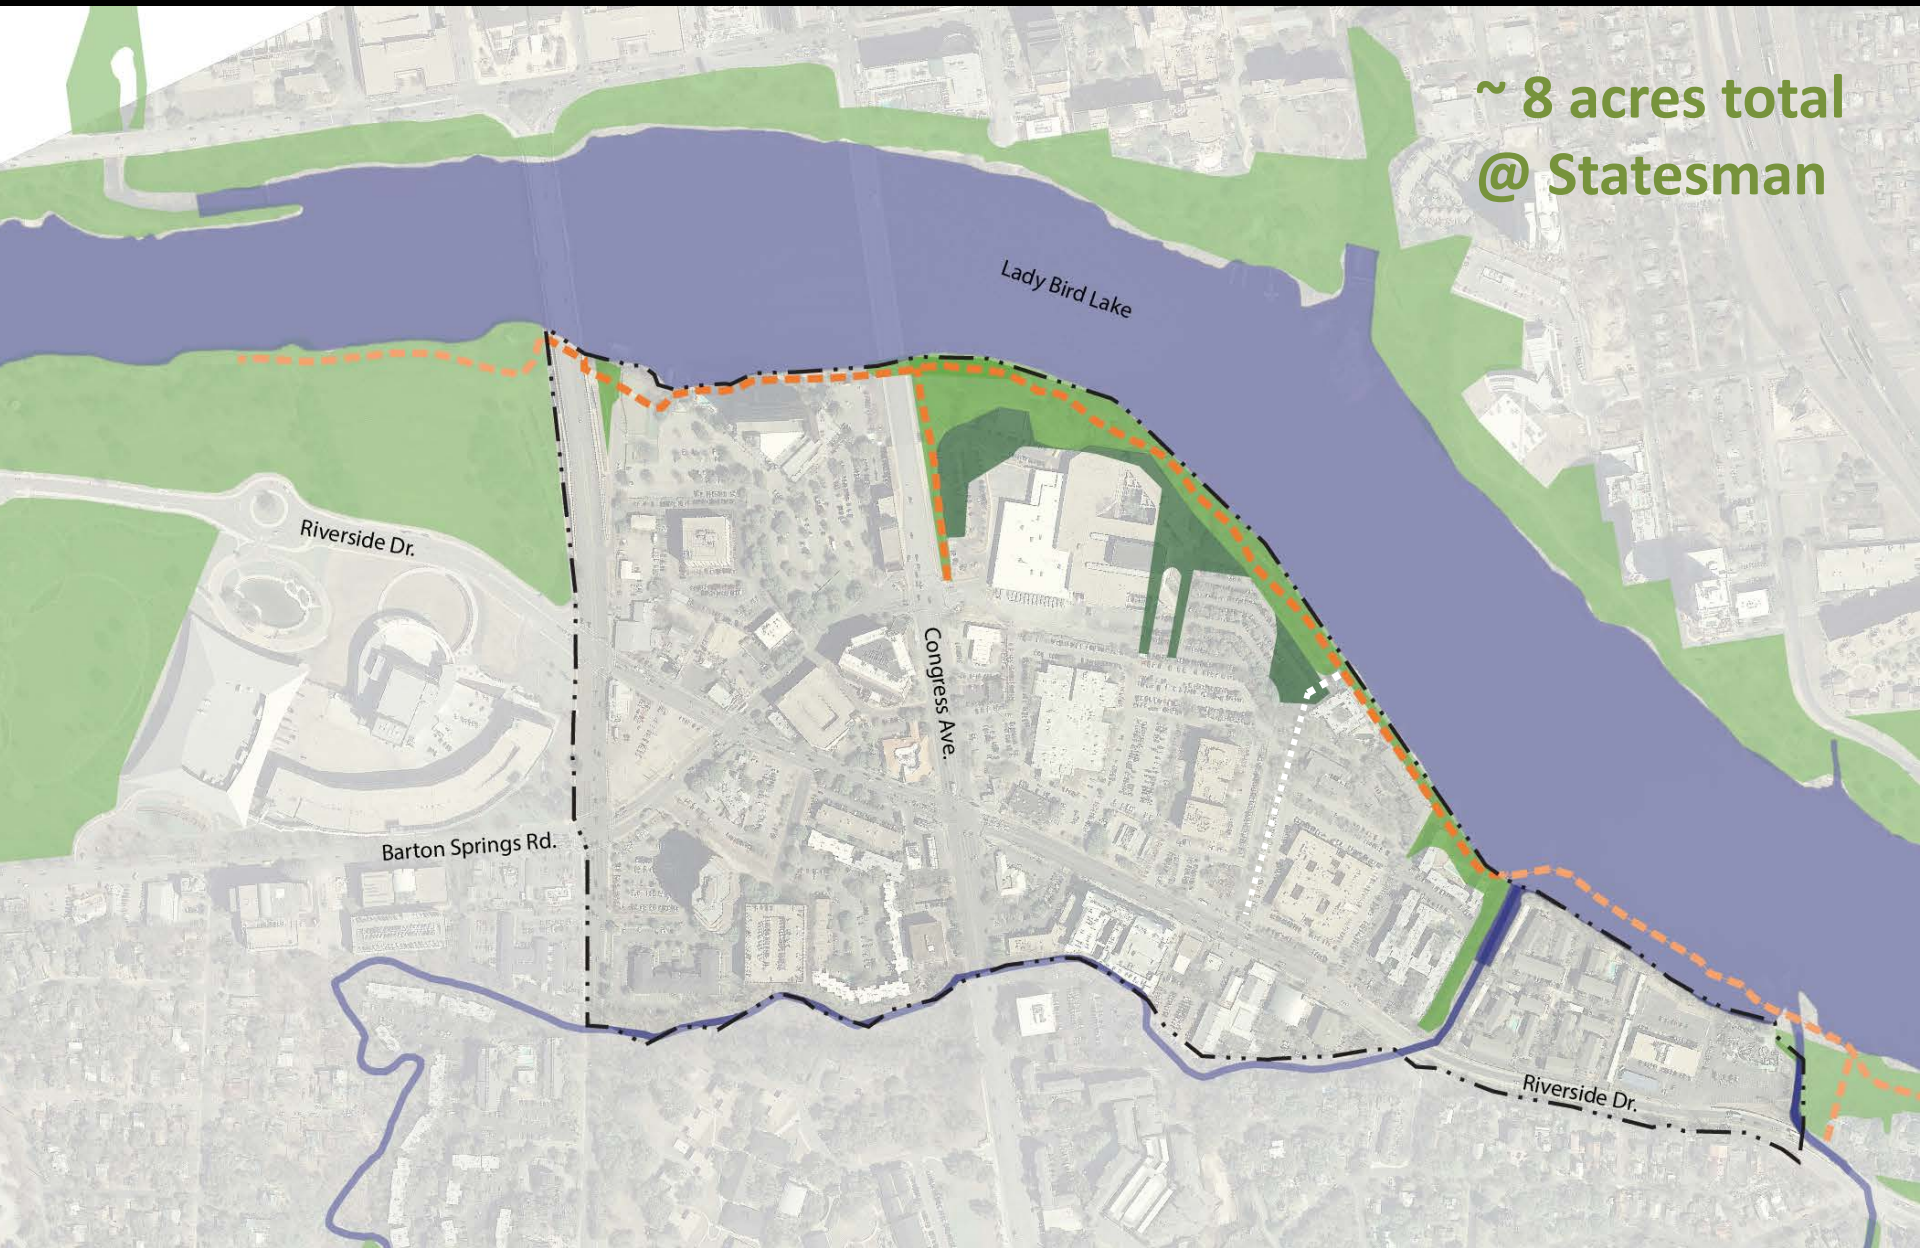 ~ 8 acres total
@ Statesman
Lady Bird Lake
Riverside Dr.
Congress Ave.
Barton Springs Rd.
Riverside Dr.